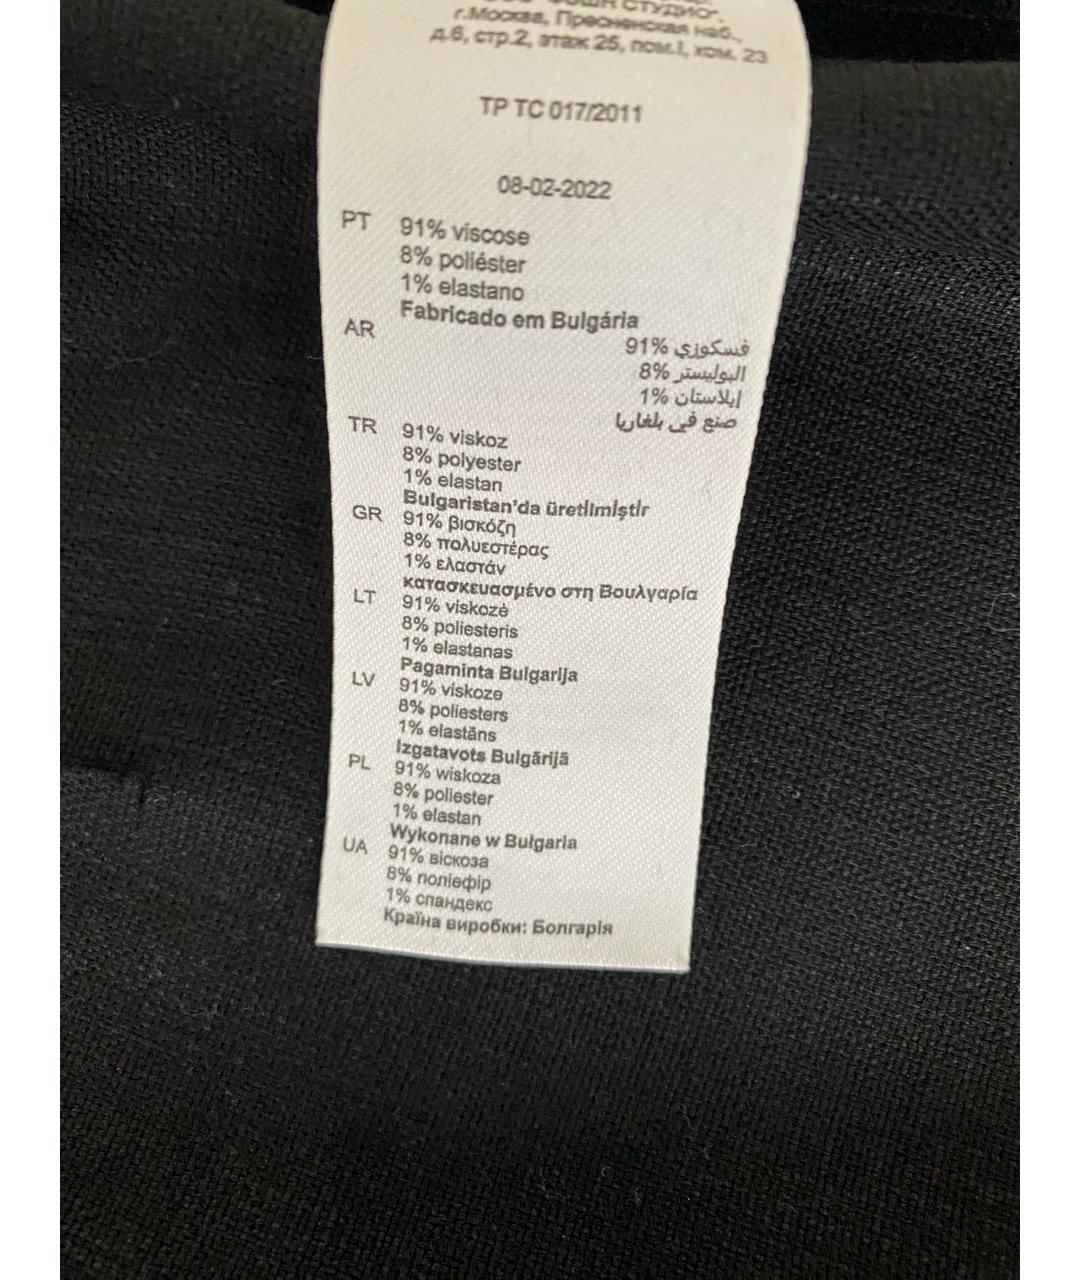 СТУДИО",
г.Москва, Пресненская наб.,
д.6, стр.2, этаж 25, пом.I, ком. 23
ТР ТС 017/2011
08-02-2022
PT 91% viscose
8% poliéster
1% elastano
Fabricado em Bulgária
AR
فسكوزي %91
البوليستر %8
إيلاستان %1
صنع في بلغاريا
TR 91% viskoz
8% polyester
1% elastan
Bulgaristan'da üretilmiştir
GR 91% βισκόζη
8% πολυεστέρας
1% ελαστάν
κατασκευασμένο στη Βουλγαρία
LT 91% viskozė
8% poliesteris
1% elastanas
Pagaminta Bulgarija
LV 91% viskoze
8% poliesters
1% elastāns
Izgatavots Bulgārijā
PL 91% wiskoza
8% poliester
1% elastan
Wykonane w Bułgaria
UA 91% віскоза
8% поліефір
1% спандекс
Країна виробки: Болгарія